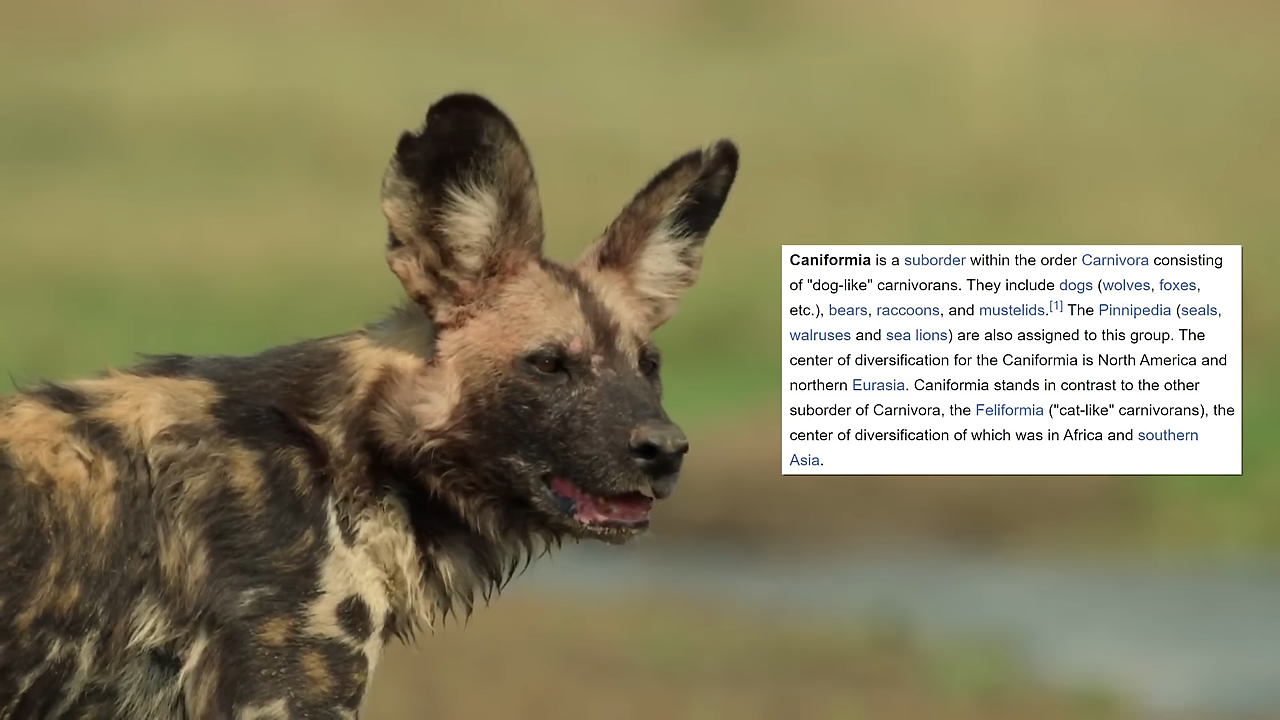 Caniformia is a suborder within the order Carnivora consisting
of "dog-like" carnivorans. They include dogs (wolves, foxes,
etc.), bears, raccoons, and mustelids.[1] The Pinnipedia (seals,
walruses and sea lions) are also assigned to this group. The
center of diversification for the Caniformia is North America and
northern Eurasia. Caniformia stands in contrast to the other
suborder of Carnivora, the Feliformia ("cat-like" carnivorans), the
center of diversification of which was in Africa and southern
Asia.